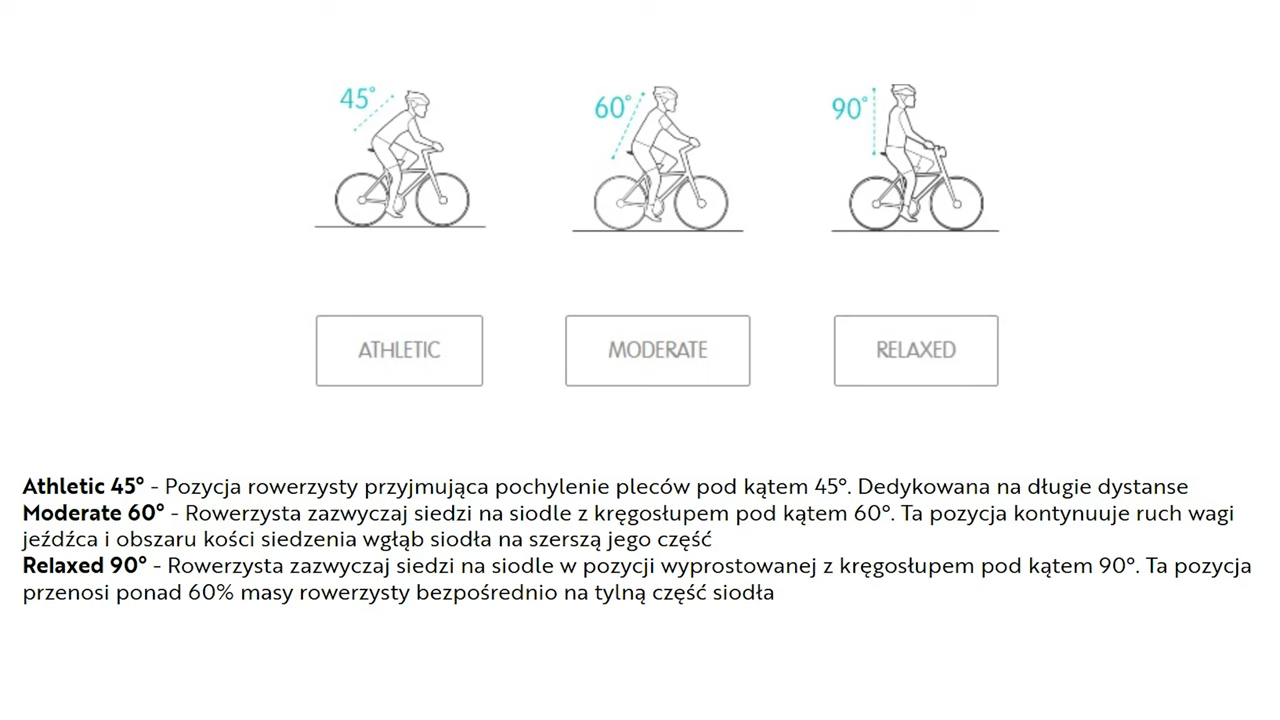 45°
60°
90°
ATHLETIC
MODERATE
RELAXED
Athletic 45° - Pozycja rowerzysty przyjmująca pochylenie pleców pod kątem 45°. Dedykowana na długie dystanse
Moderate 60° - Rowerzysta zazwyczaj siedzi na siodle z kręgosłupem pod kątem 60°. Ta pozycja kontynuuje ruch wagi
jeźdźca i obszaru kości siedzenia wgłąb siodła na szerszą jego część
Relaxed 90° - Rowerzysta zazwyczaj siedzi na siodle w pozycji wyprostowanej z kręgosłupem pod kątem 90°. Ta pozycja
przenosi ponad 60% masy rowerzysty bezpośrednio na tylną część siodła